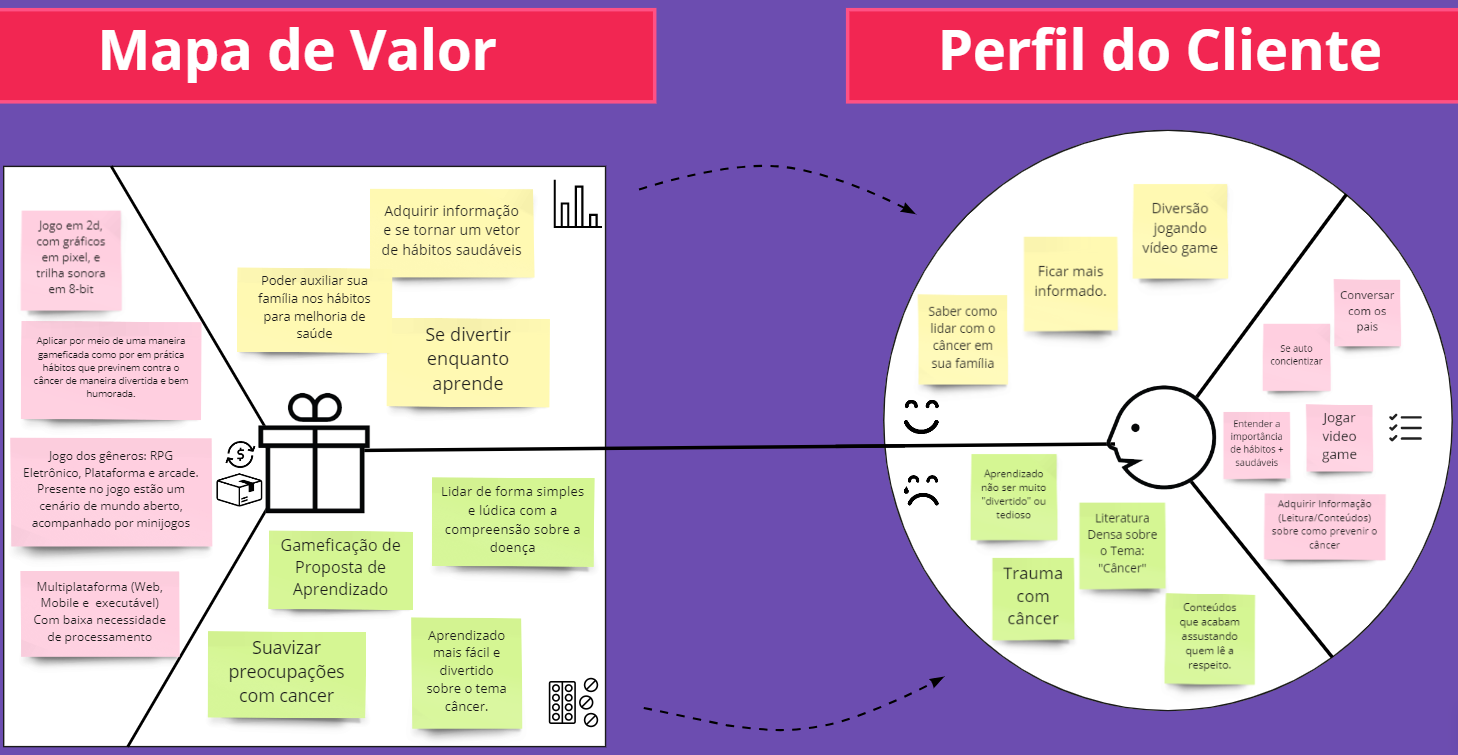 Mapa de Valor
Perfil do Cliente
Jogo em 2d,
com gráficos
em pixel, e
trilha sonora
em 8-bit
Aplicar por meio de uma maneira
gameficada como por em prática
hábitos que previnem contra o
câncer de maneira divertida e bem
humorada.
Jogo dos gêneros: RPG
Eletrônico, Plataforma e arcade.
Presente no jogo estão um
cenário de mundo aberto,
acompanhado por minijogos
Multiplataforma (Web,
Mobile e executável)
Com baixa necessidade
de processamento
Adquirir informação
e se tornar um vetor
de hábitos saudáveis
Poder auxiliar sua
família nos hábitos
para melhoria de
saúde
Se divertir
enquanto
aprende
$
Lidar de forma simples
e lúdica com a
compreensão sobre a
doença
Gameficação de
Proposta de
Aprendizado
Suavizar
preocupações
com cancer
Aprendizado
mais fácil e
divertido
sobre o tema
câncer.
Diversão
jogando
vídeo game
Ficar mais
informado.
Saber como
lidar com o
câncer em
sua família
Conversar
com os
pais
Se auto
concientizar
Entender a
importância
de hábitos +
saudáveis
Jogar
video
game
Adquirir Informação
(Leitura/Conteúdos)
sobre como prevenir o
câncer
Aprendizado
não ser muito
"divertido" ou
tedioso
Literatura
Densa sobre
o Tema:
"Câncer"
Trauma
com
câncer
Conteúdos
que acabam
assustando
quem lê a
respeito.